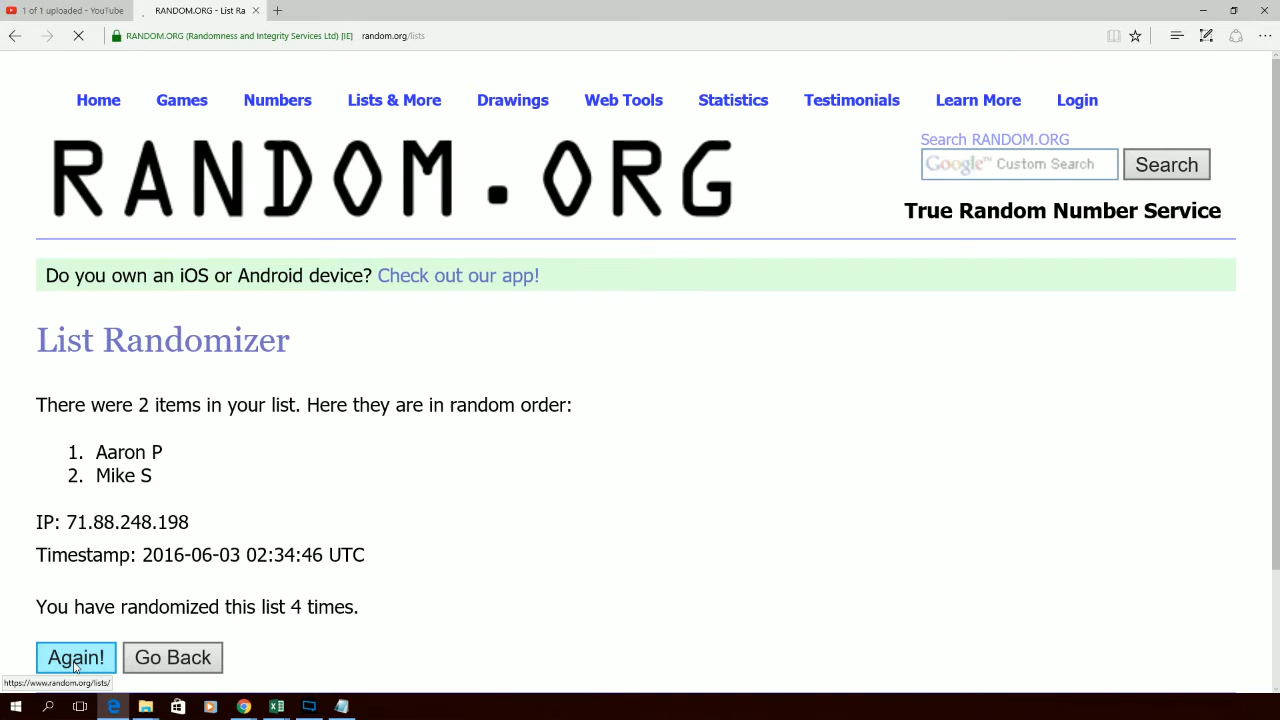 1 of 1 uploaded - YouTube
RANDOM.ORG - List Ra
RANDOM.ORG (Randomness and Integrity Services Ltd) [IE] random.org/lists
Home Games Numbers Lists & More Drawings Web Tools Statistics Testimonials Learn More Login
RANDOM.ORG
Search RANDOM.ORG
Google™ Custom Search Search
True Random Number Service
Do you own an iOS or Android device? Check out our app!
List Randomizer
There were 2 items in your list. Here they are in random order:
1. Aaron P
2. Mike S
IP: 71.88.248.198
Timestamp: 2016-06-03 02:34:46 UTC
You have randomized this list 4 times.
Again! Go Back
https://www.random.org/lists/